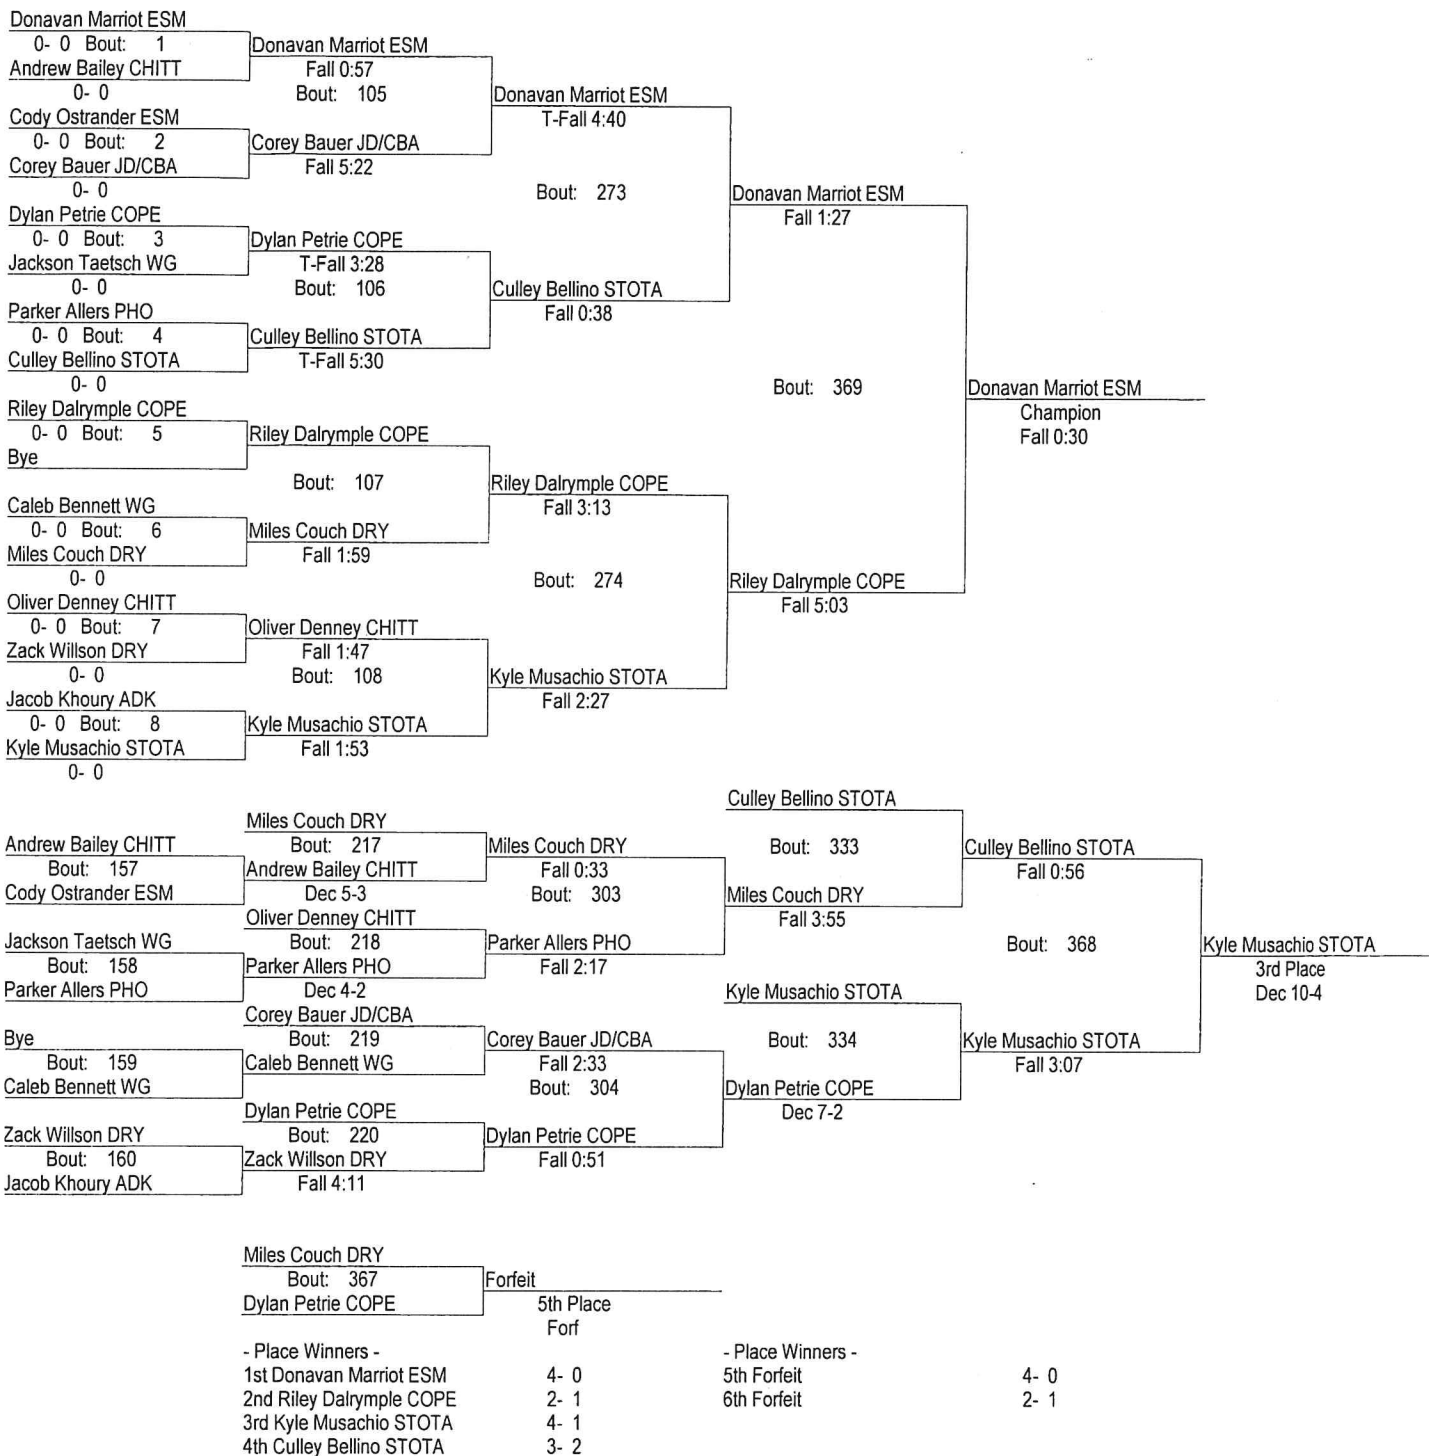 Donavan Marriot ESM
0- 0 Bout: 1
Andrew Bailey CHITT
0- 0
Cody Ostrander ESM
0- 0 Bout: 2
Corey Bauer JD/CBA
0- 0
Dylan Petrie COPE
0- 0 Bout: 3
Jackson Taetsch WG
0- 0
Parker Allers PHO
0- 0 Bout: 4
Culley Bellino STOTA
0- 0
Riley Dalrymple COPE
0- 0 Bout: 5
Bye
Caleb Bennett WG
0- 0 Bout: 6
Miles Couch DRY
0- 0
Oliver Denney CHITT
0- 0 Bout: 7
Zack Willson DRY
0- 0
Jacob Khoury ADK
0- 0 Bout: 8
Kyle Musachio STOTA
0- 0
Donavan Marriot ESM
Fall 0:57
Bout: 105
Corey Bauer JD/CBA
Fall 5:22
Dylan Petrie COPE
T-Fall 3:28
Bout: 106
Culley Bellino STOTA
T-Fall 5:30
Riley Dalrymple COPE
Bout: 107
Miles Couch DRY
Fall 1:59
Oliver Denney CHITT
Fall 1:47
Bout: 108
Kyle Musachio STOTA
Fall 1:53
Donavan Marriot ESM
T-Fall 4:40
Bout: 273
Culley Bellino STOTA
Fall 0:38
Riley Dalrymple COPE
Fall 3:13
Bout: 274
Kyle Musachio STOTA
Fall 2:27
Donavan Marriot ESM
Fall 1:27
Bout: 369
Riley Dalrymple COPE
Fall 5:03
Donavan Marriot ESM
Champion
Fall 0:30
Andrew Bailey CHITT
Bout: 157
Cody Ostrander ESM
Jackson Taetsch WG
Bout: 158
Parker Allers PHO
Bye
Bout: 159
Caleb Bennett WG
Zack Willson DRY
Bout: 160
Jacob Khoury ADK
Miles Couch DRY
Bout: 217
Andrew Bailey CHITT
Dec 5-3
Oliver Denney CHITT
Bout: 218
Parker Allers PHO
Dec 4-2
Corey Bauer JD/CBA
Bout: 219
Caleb Bennett WG
Dylan Petrie COPE
Bout: 220
Zack Willson DRY
Fall 4:11
Miles Couch DRY
Fall 0:33
Bout: 303
Parker Allers PHO
Fall 2:17
Corey Bauer JD/CBA
Fall 2:33
Bout: 304
Dylan Petrie COPE
Fall 0:51
Culley Bellino STOTA
Bout: 333
Miles Couch DRY
Fall 3:55
Kyle Musachio STOTA
Bout: 334
Dylan Petrie COPE
Dec 7-2
Culley Bellino STOTA
Fall 0:56
Bout: 368
Kyle Musachio STOTA
Fall 3:07
Kyle Musachio STOTA
3rd Place
Dec 10-4
Miles Couch DRY
Bout: 367
Dylan Petrie COPE
Forfeit
5th Place
Forf
- Place Winners -
1st Donavan Marriot ESM 4- 0
2nd Riley Dalrymple COPE 2- 1
3rd Kyle Musachio STOTA 4- 1
4th Culley Bellino STOTA 3- 2
- Place Winners -
5th Forfeit 4- 0
6th Forfeit 2- 1